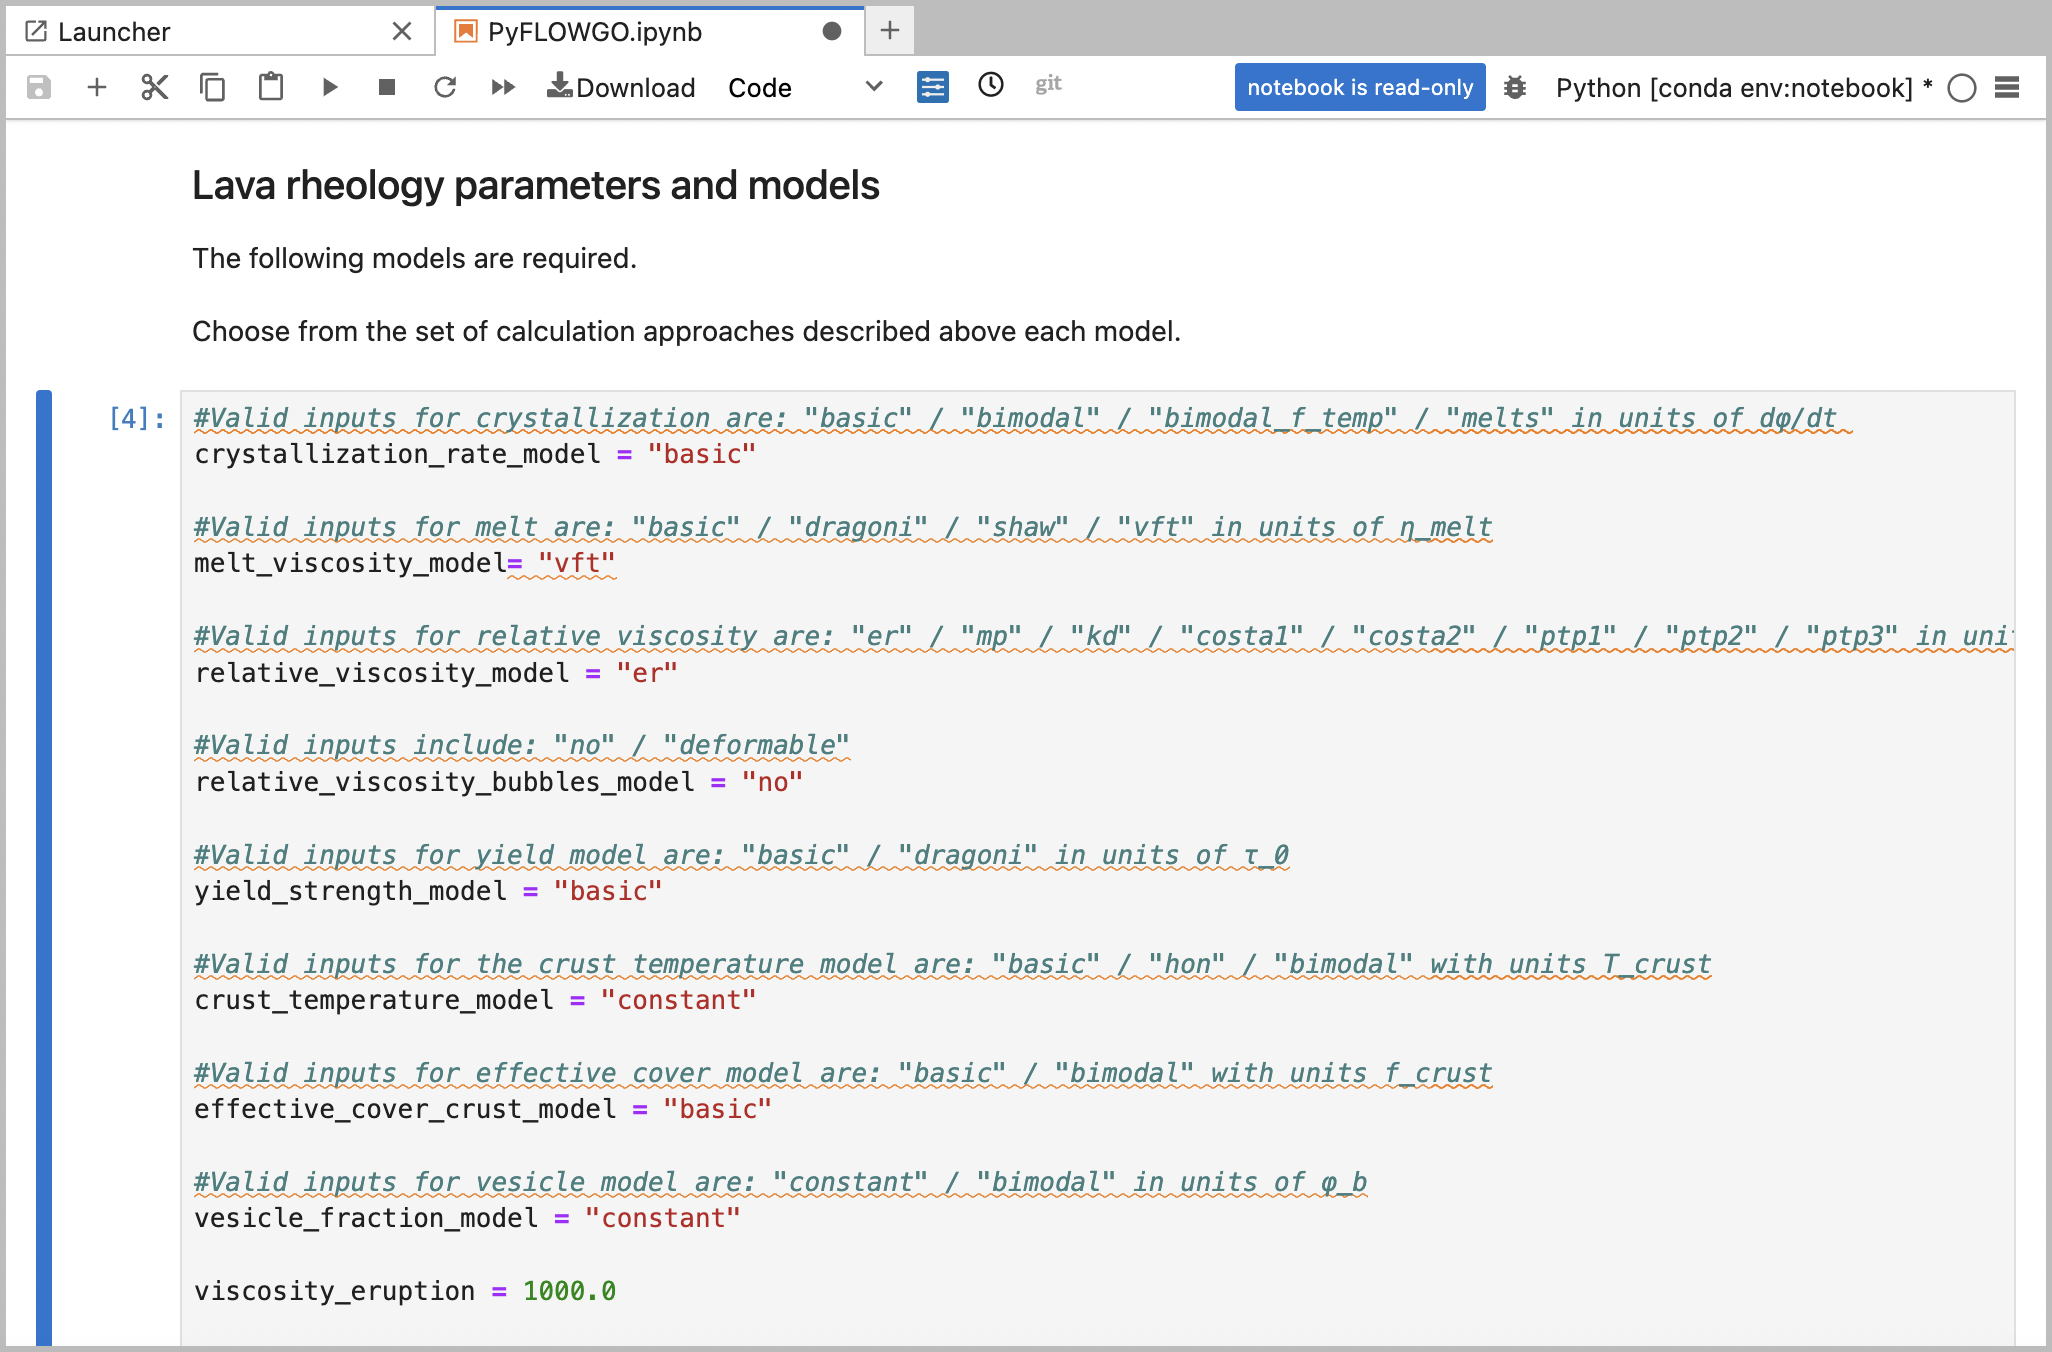 Launcher
PyFLOWGO.ipynb
Download Code git notebook is read-only Python [conda env:notebook] *
Lava rheology parameters and models
The following models are required.
Choose from the set of calculation approaches described above each model.
[4]:
#Valid inputs for crystallization are: "basic" / "bimodal" / "bimodal_f_temp" / "melts" in units of dφ/dt
crystallization_rate_model = "basic"
#Valid inputs for melt are: "basic" / "dragoni" / "shaw" / "vft" in units of η_melt
melt_viscosity_model= "vft"
#Valid inputs for relative viscosity are: "er" / "mp" / "kd" / "costa1" / "costa2" / "ptp1" / "ptp2" / "ptp3" in
relative_viscosity_model = "er"
#Valid inputs include: "no" / "deformable"
relative_viscosity_bubbles_model = "no"
#Valid inputs for yield model are: "basic" / "dragoni" in units of τ_0
yield_strength_model = "basic"
#Valid inputs for the crust temperature model are: "basic" / "hon" / "bimodal" with units T_crust
crust_temperature_model = "constant"
#Valid inputs for effective cover model are: "basic" / "bimodal" with units f_crust
effective_cover_crust_model = "basic"
#Valid inputs for vesicle model are: "constant" / "bimodal" in units of φ_b
vesicle_fraction_model = "constant"
viscosity_eruption = 1000.0